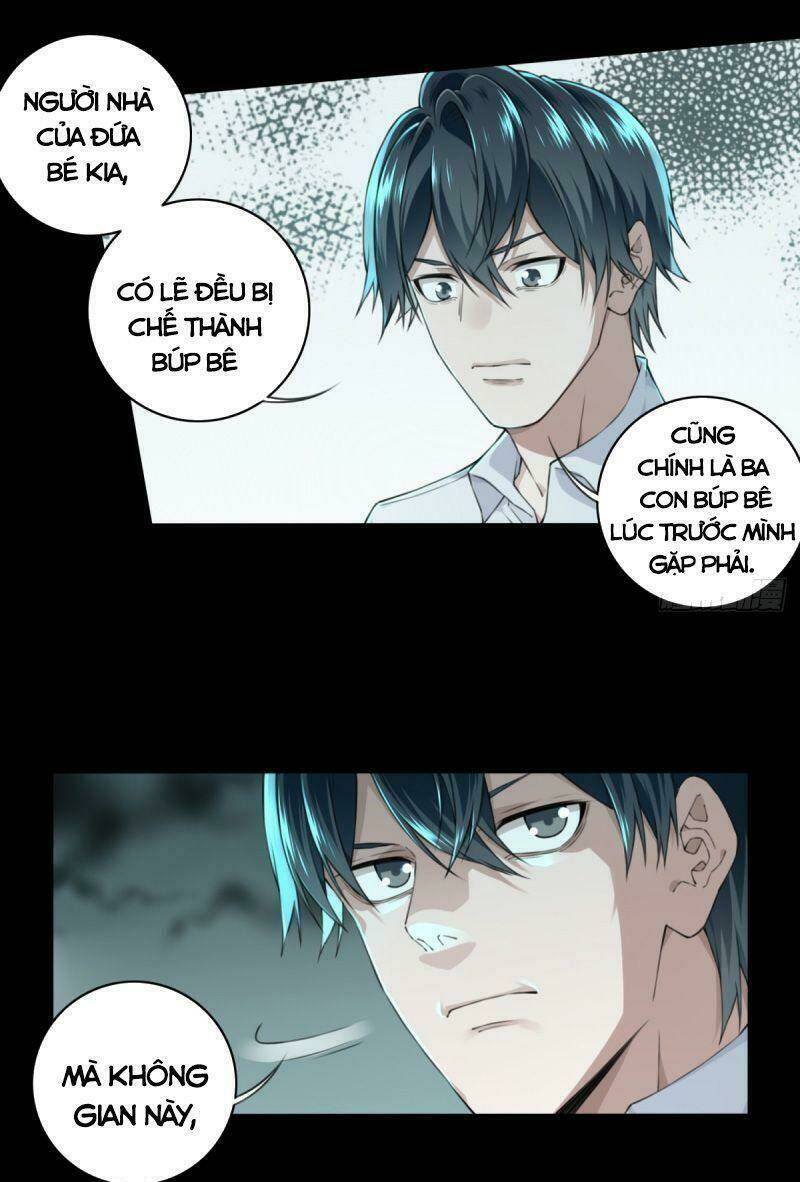 NGƯỜI NHÀ
CỦA ĐỨA
BÉ KIA,
CÓ LẼ ĐỀU BỊ
CHẾ THÀNH
BÚP BÊ
CŨNG
CHÍNH LÀ BA
CON BÚP BÊ
LÚC TRƯỚC MÌNH
GẶP PHẢI.
MÀ KHÔNG
GIAN NÀY,